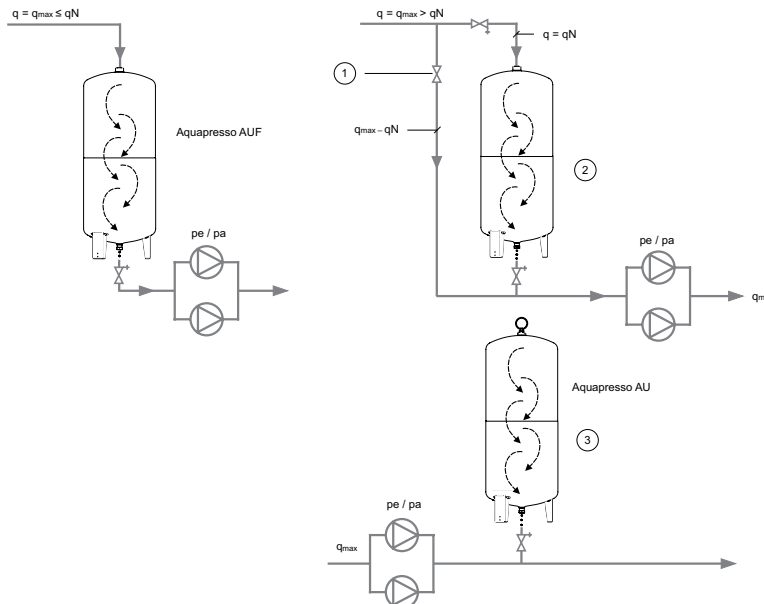 q = qmax ≤ qN
Aquapresso AUF
pe / pa
q = qmax > qN
q = qN
1
qmax – qN
2
pe / pa
qm
Aquapresso AU
3
pe / pa
qmax